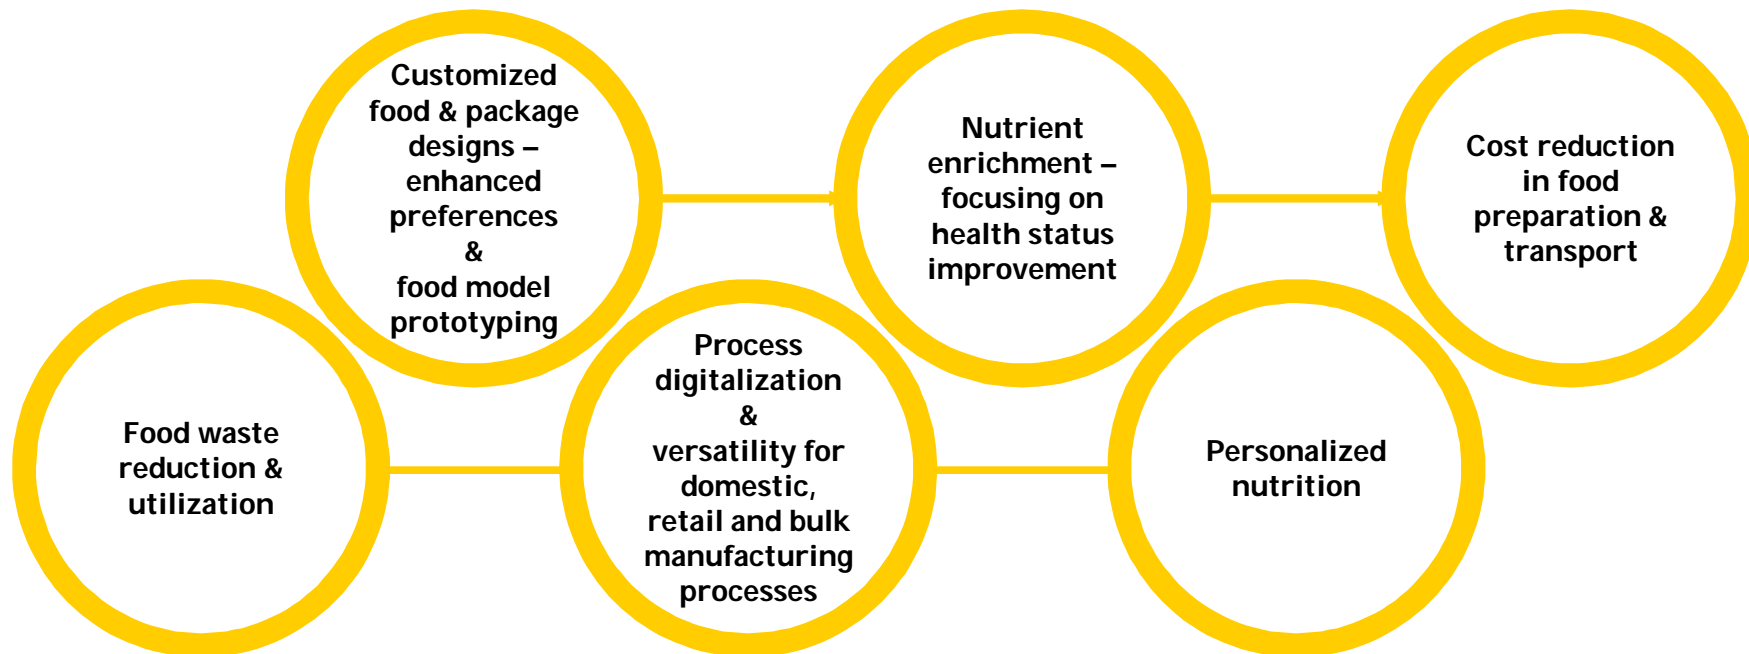 Customized
food & package
designs –
enhanced
preferences
&
food model
prototyping
Nutrient
enrichment –
focusing on
health status
improvement
Cost reduction
in food
preparation &
transport
Food waste
reduction &
utilization
Process
digitalization
&
versatility for
domestic,
retail and bulk
manufacturing
processes
Personalized
nutrition